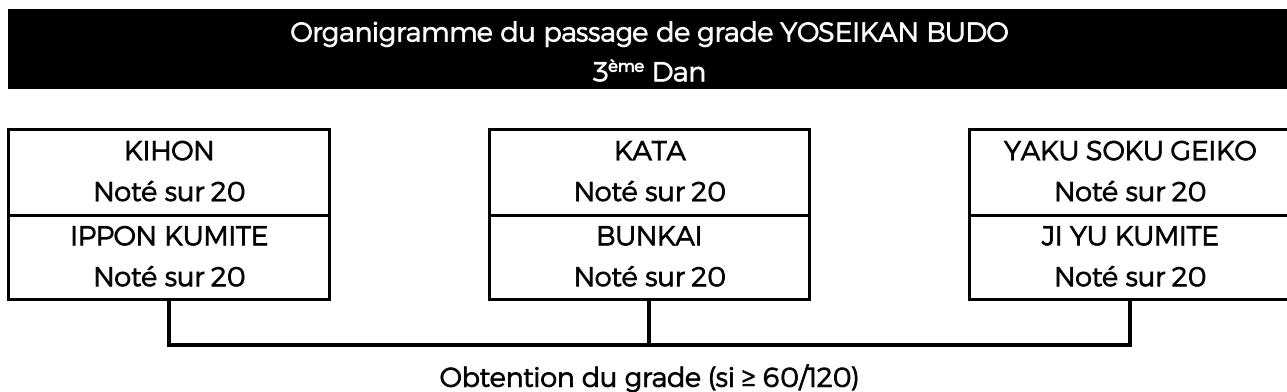 Organigramme du passage de grade YOSEIKAN BUDO
3ème Dan
KIHON
Noté sur 20
IPPON KUMITE
Noté sur 20
KATA
Noté sur 20
BUNKAI
Noté sur 20
YAKU SOKU GEIKO
Noté sur 20
JI YU KUMITE
Noté sur 20
Obtention du grade (si ≥ 60/120)